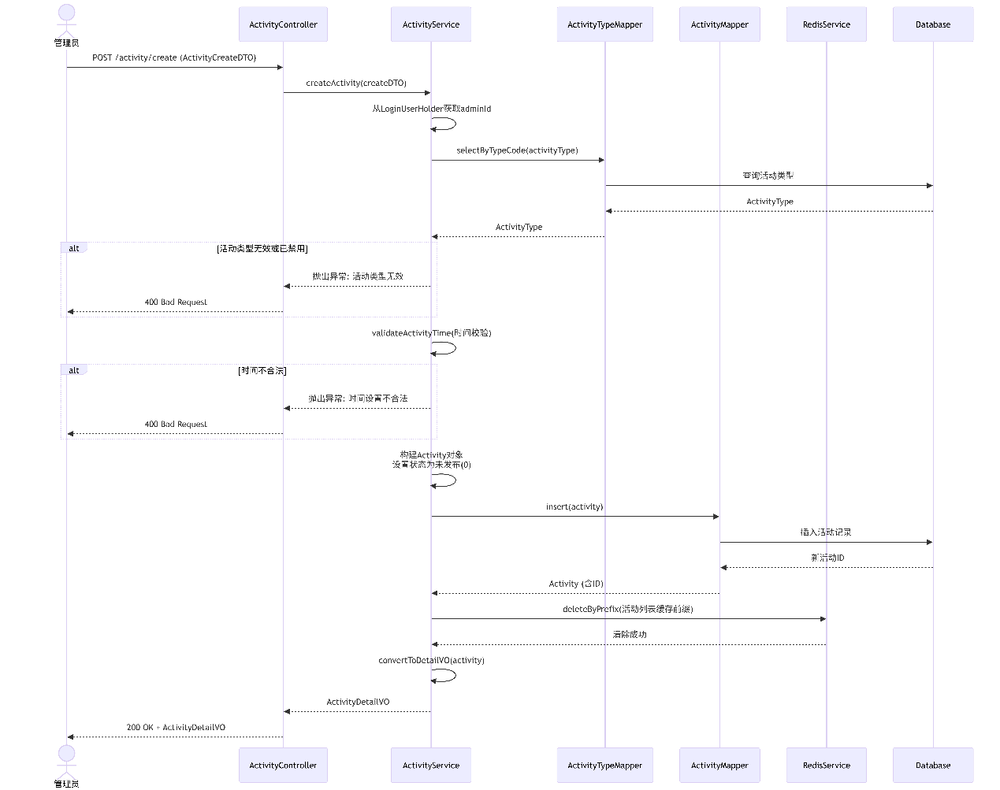 管理员
ActivityController
ActivityService
ActivityTypeMapper
ActivityMapper
RedisService
Database
POST /activity/create (ActivityCreateDTO)
createActivity(createDTO)
从LoginUserHolder获取adminId
selectByTypeCode(activityType)
查询活动类型
ActivityType
ActivityType
alt
[活动类型无效或已禁用]
抛出异常: 活动类型无效
400 Bad Request
validateActivityTime(时间校验)
alt
[时间不合法]
抛出异常: 时间设置不合法
400 Bad Request
构建Activity对象
设置状态为未发布(0)
insert(activity)
插入活动记录
新活动ID
Activity (含ID)
deleteByPrefix(活动列表缓存前缀)
清除成功
convertToDetailVO(activity)
ActivityDetailVO
200 OK + ActivityDetailVO
管理员
ActivityController
ActivityService
ActivityTypeMapper
ActivityMapper
RedisService
Database